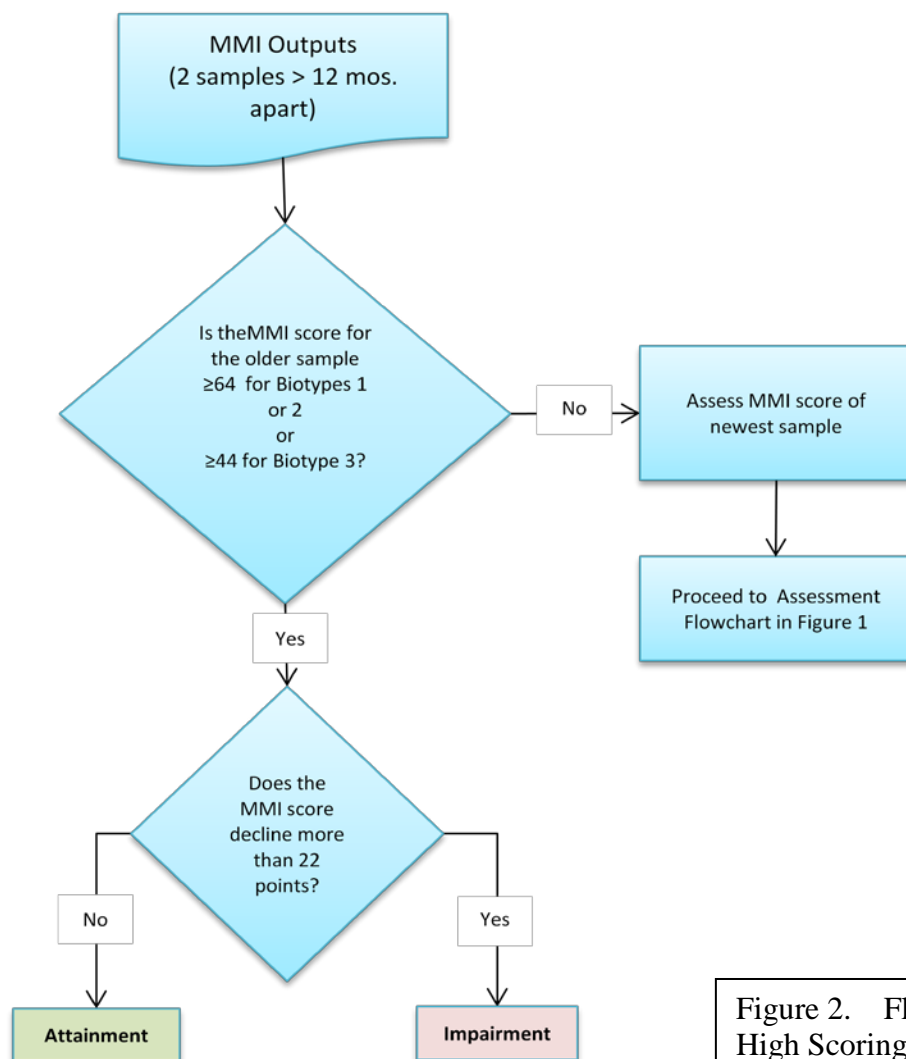 MMI Outputs
(2 samples > 12 mos.
apart)
Is theMMI score for
the older sample
≥64 for Biotypes 1
or 2
or
≥44 for Biotype 3?
No
Assess MMI score of
newest sample
Proceed to Assessment
Flowchart in Figure 1
Yes
Does the
MMI score
decline more
than 22
points?
No
Yes
Attainment
Impairment
Figure 2.
High Scoring